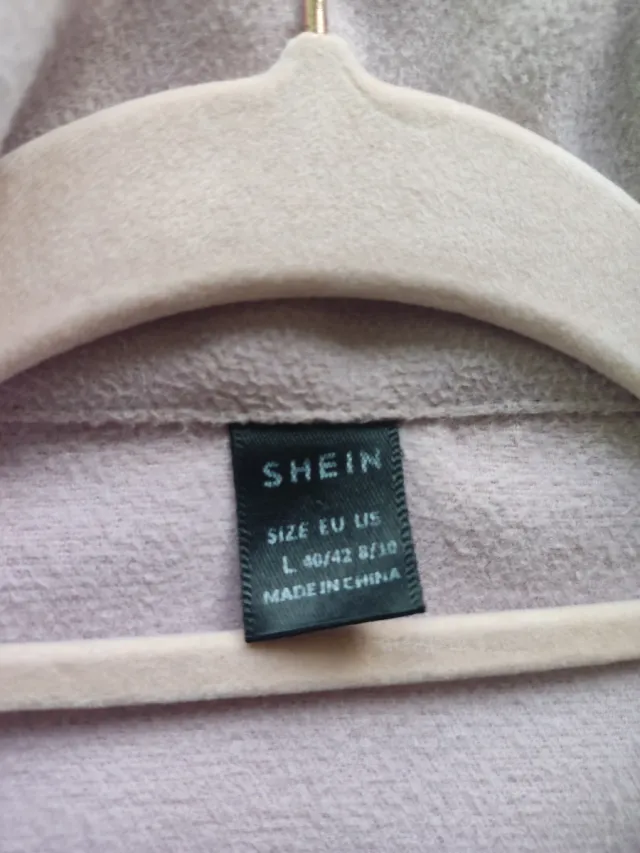 SHEIN
SIZE EU US
L 40/42 8/10
MADE IN CHINA